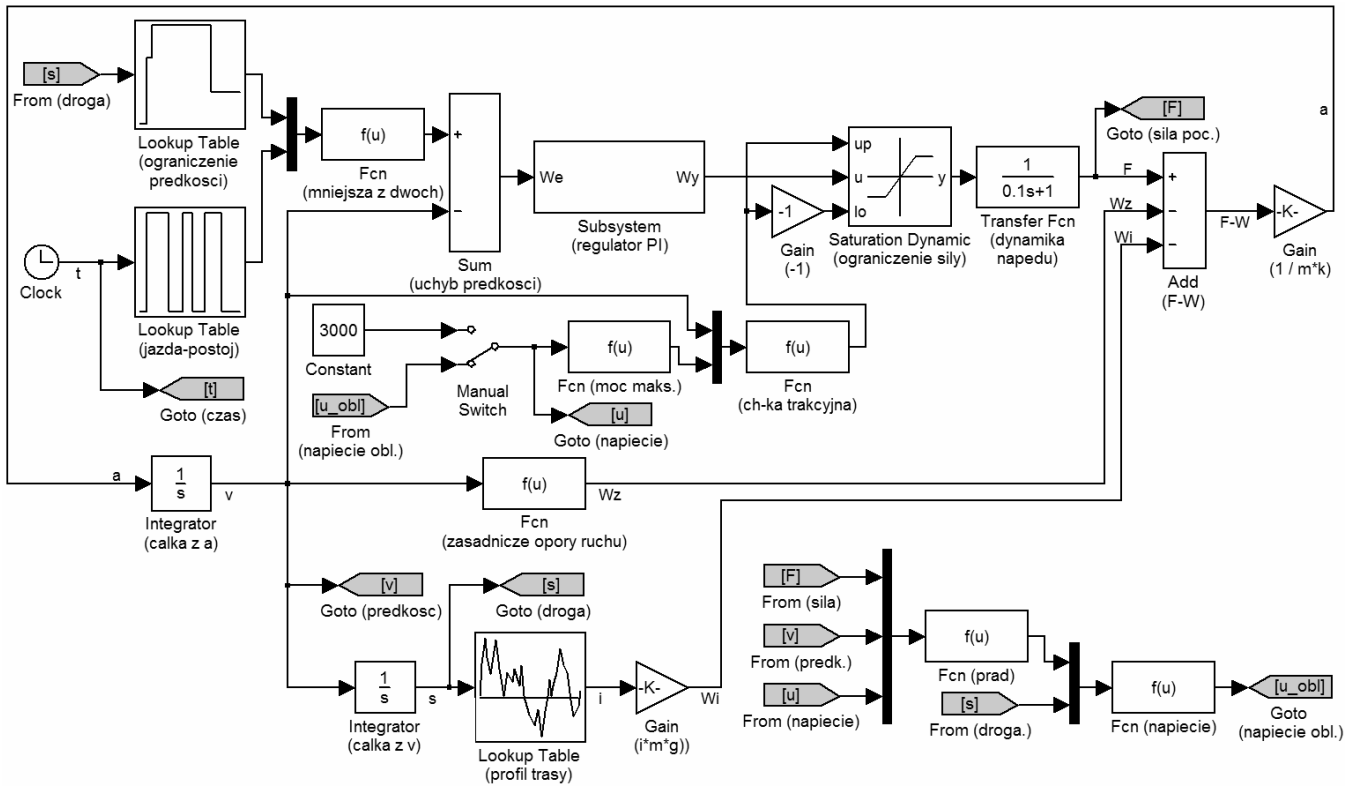 [s]
From (droga)
Lookup Table
(ograniczenie
predkosci)
f(u)
Fcn
(mniejsza z dwoch)
+
−
Sum
(uchyb predkosci)
We
Wy
Subsystem
(regulator PI)
up
u
lo
y
Saturation Dynamic
(ograniczenie sily)
-1
Gain
(-1)
1
0.1s+1
Transfer Fcn
(dynamika
napedu)
[F]
Goto (sila poc.)
a
F
Wz
Wi
+
−
−
Add
(F-W)
F-W
-K-
Gain
(1 / m*k)
Clock
t
Lookup Table
(jazda-postoj)
[t]
Goto (czas)
3000
Constant
[u_obl]
From
(napiecie obl.)
Manual
Switch
f(u)
Fcn (moc maks.)
[u]
Goto (napiecie)
f(u)
Fcn
(ch-ka trakcyjna)
a
1
s
Integrator
(calka z a)
v
f(u)
Wz
Fcn
(zasadnicze opory ruchu)
[v]
Goto (predkosc)
[s]
Goto (droga)
1
s
Integrator
(calka z v)
s
Lookup Table
(profil trasy)
i
-K-
Gain
(i*m*g))
Wi
[F]
From (sila)
[v]
From (predk.)
[u]
From (napiecie)
f(u)
Fcn (prad)
[s]
From (droga.)
f(u)
Fcn (napiecie)
[u_obl]
Goto
(napiecie obl.)